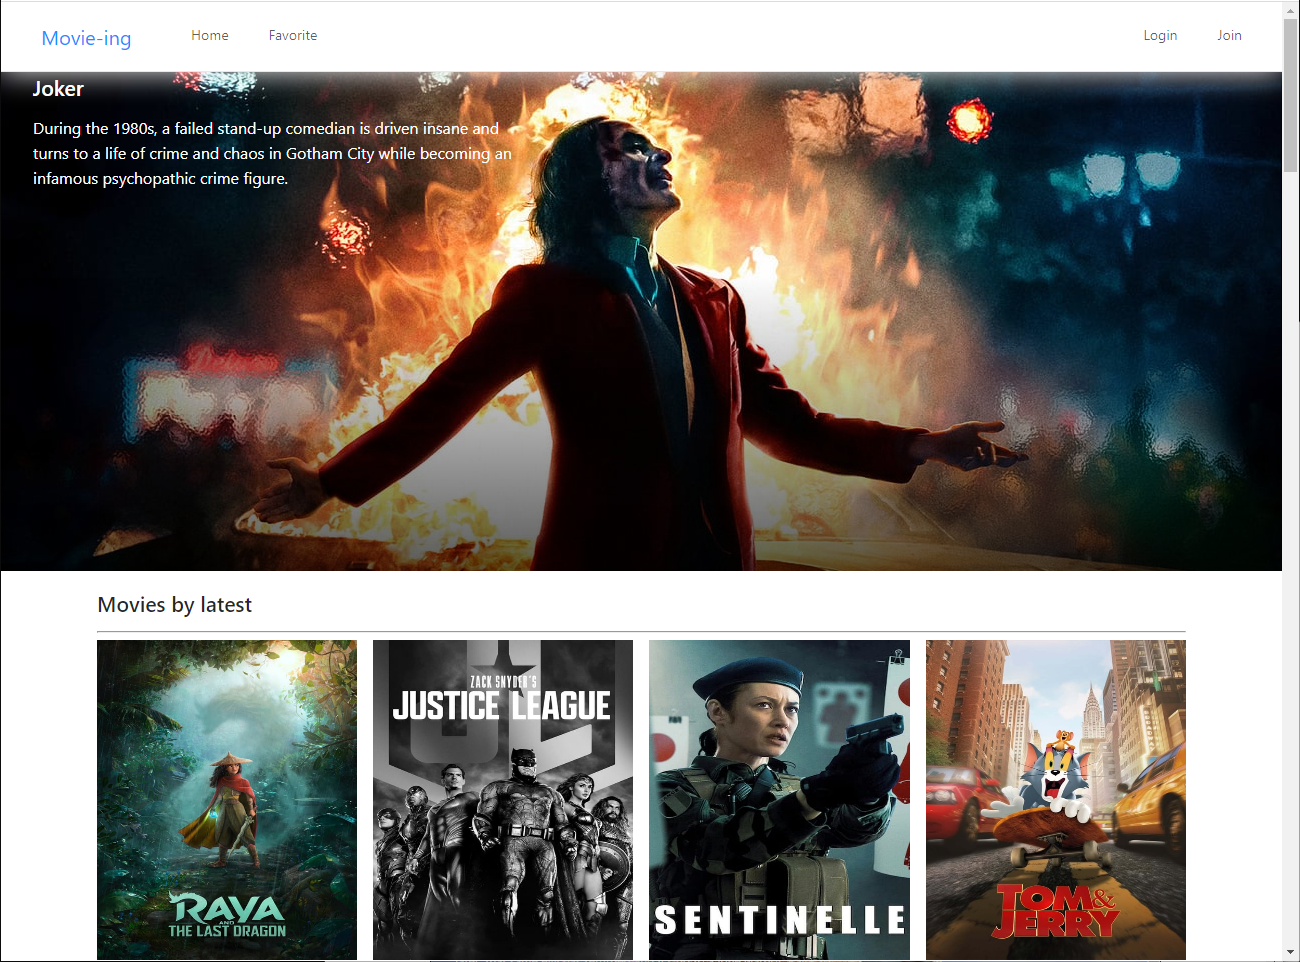 Movie-ing
Home
Favorite
Login
Join
Joker
During the 1980s, a failed stand-up comedian is driven insane and
turns to a life of crime and chaos in Gotham City while becoming an
infamous psychopathic crime figure.
Movies by latest
RAYA
AND
THE LAST DRAGON
ZACK SNYDER'S
JUSTICE LEAGUE
SENTINELLE
TOM &
JERRY